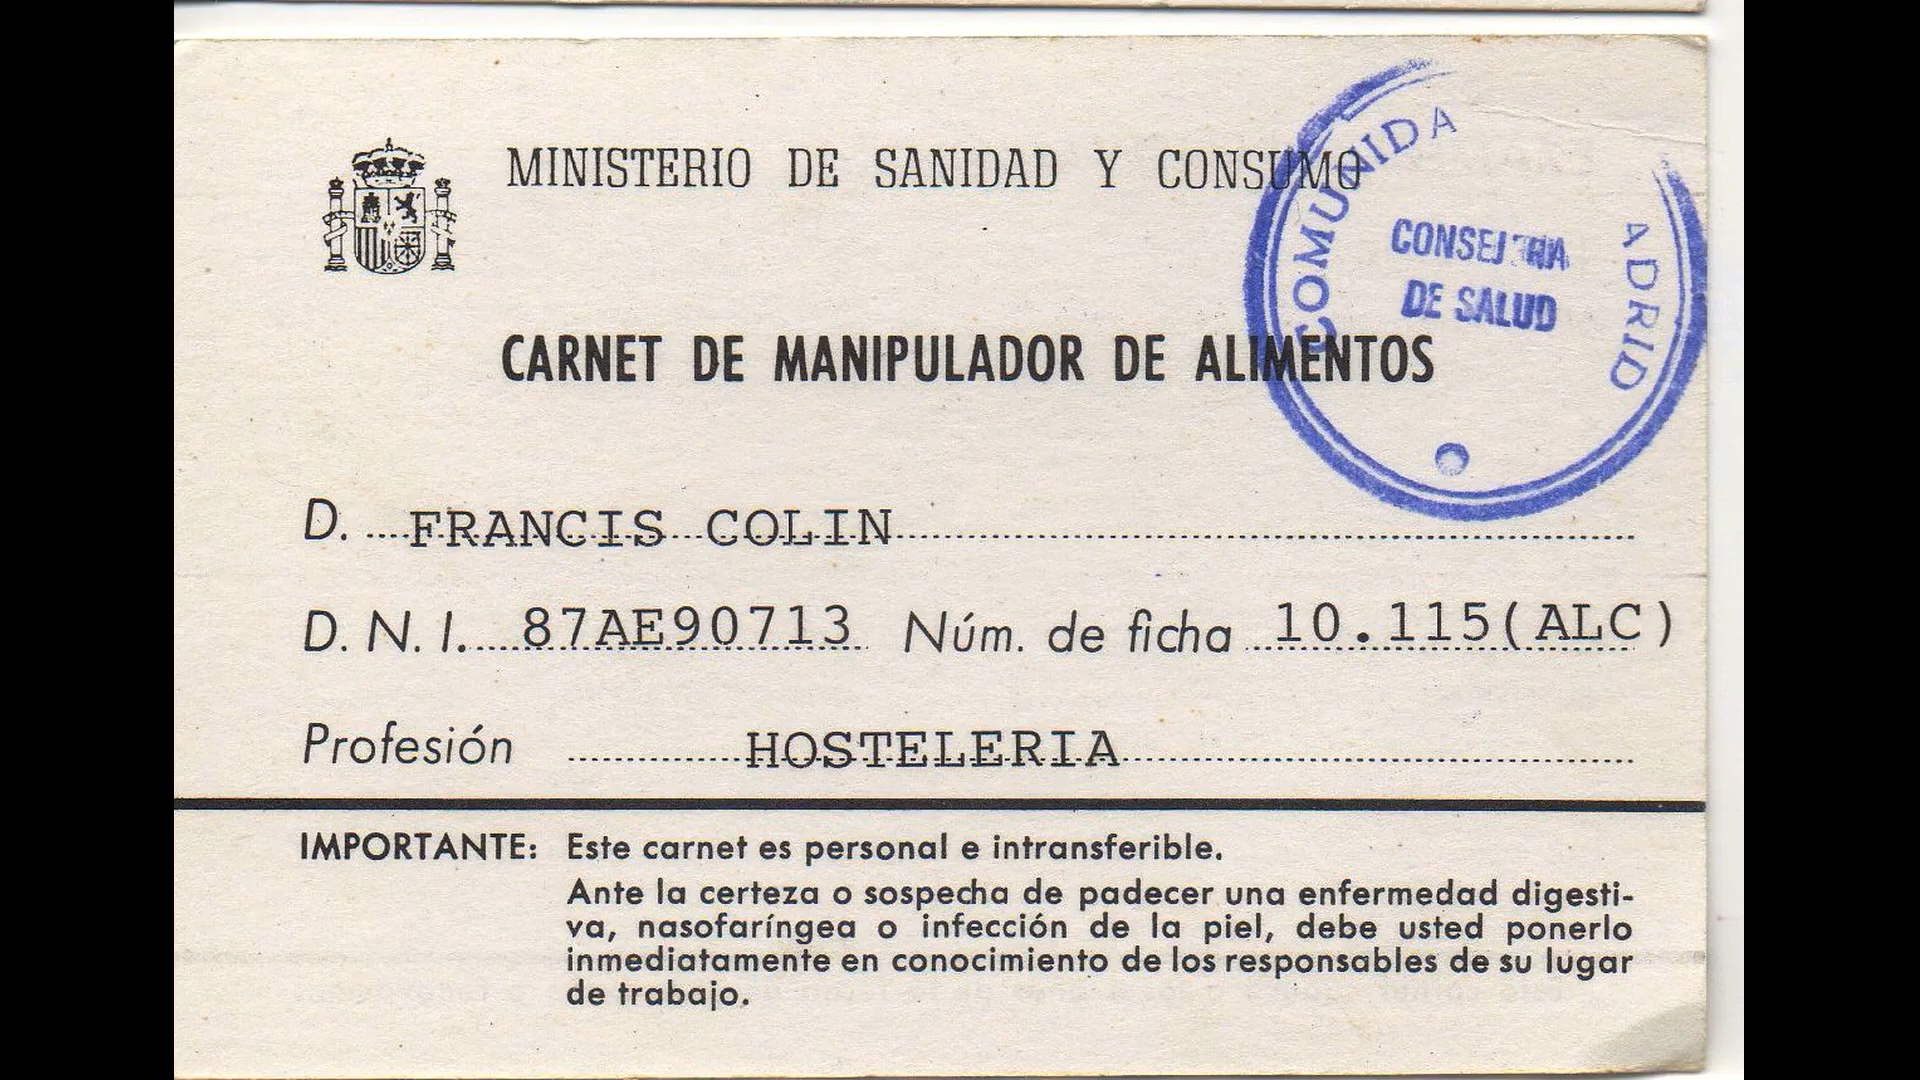 MINISTERIO DE SANIDAD Y CONSUMO
COMUNIDA ADRID
DE SALUD
CARNET DE MANIPULADOR DE ALIMENTOS
D. FRANCIS COLIN
D. N. I. 87AE90713 Núm. de ficha 10.115(ALC)
Profesión HOSTELERIA
IMPORTANTE: Este carnet es personal e intransferible.
Ante la certeza o sospecha de padecer una enfermedad digesti-
va, nasofaríngea o infección de la piel, debe usted ponerlo
inmediatamente en conocimiento de los responsables de su lugar
de trabajo.